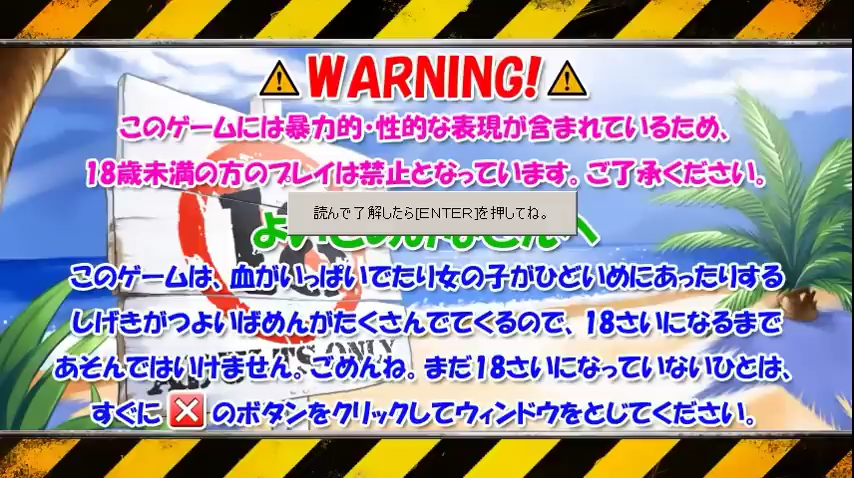 WARNING!
このゲームには暴力的・性的な表現が含まれているため、
18歳未満の方のプレイは禁止となっています。ご了承ください。
読んで了解したら[ENTER]を押してね。
このゲームは、血がいっぱいでたり女の子がひどいめにあったりする
しげきがつよいばめんがたくさんでてくるので、18さいになるまで
あそんではいけません。ごめんね。まだ18さいになっていないひとは、
すぐに のボタンをクリックしてウィンドウをとじてください。
ADULTS ONLY